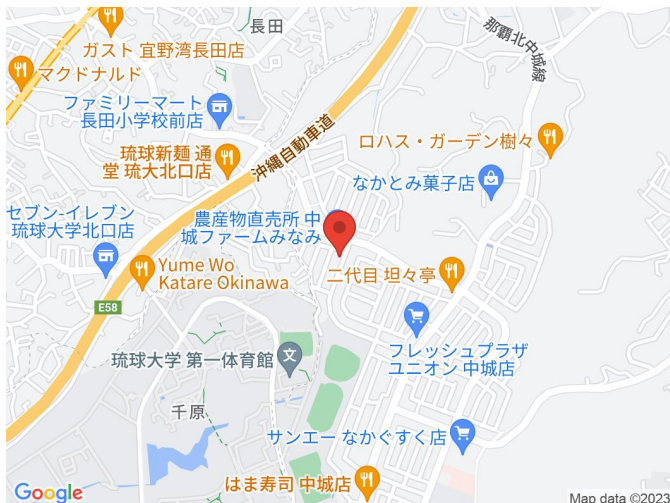 長田
那覇北中城線
ガスト 宜野湾長田店
マクドナルド
ファミリーマート
長田小学校前店
沖縄自動車道
ロハス・ガーデン樹々
琉球新麺 通
堂 琉大北口店
なかとみ菓子店
セブン-イレブン
琉球大学北口店
農産物直売所 中
城ファームみなみ
Yume Wo
Katare Okinawa
二代目 坦々亭
E58
フレッシュプラザ
ユニオン 中城店
琉球大学 第一体育館
文
千原
サンエー なかぐすく店
はま寿司 中城店
Google
Map data ©2023